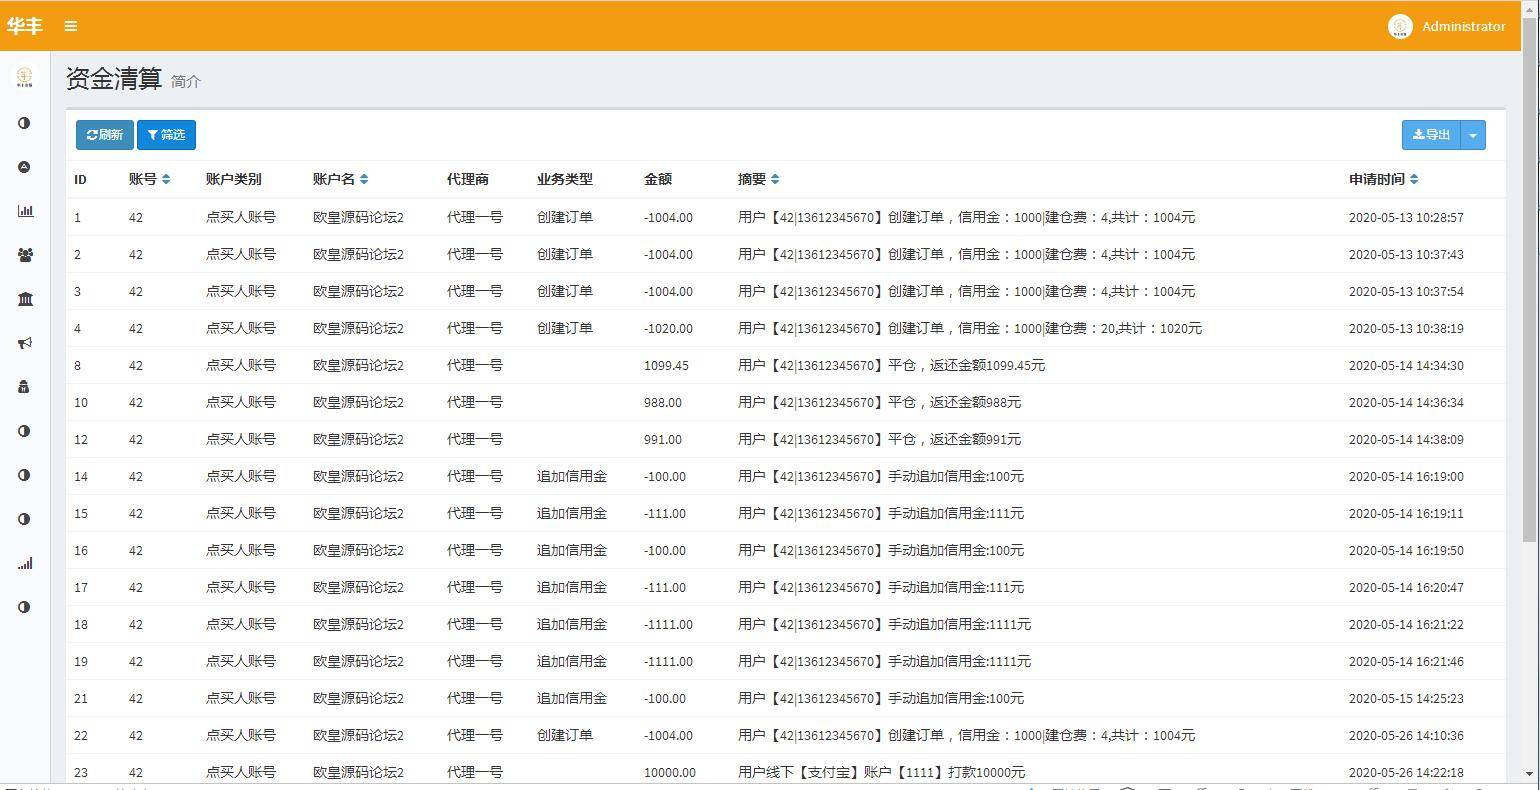 华丰 Administrator
资金清算 简介
刷新 筛选 导出
ID 账号 账户类别 账户名 代理商 业务类型 金额 摘要 申请时间
1 42 点买人账号 欧皇源码论坛2 代理一号 创建订单 -1004.00 用户【42|13612345670】创建订单，信用金：1000|建仓费：4,共计：1004元 2020-05-13 10:28:57
2 42 点买人账号 欧皇源码论坛2 代理一号 创建订单 -1004.00 用户【42|13612345670】创建订单，信用金：1000|建仓费：4,共计：1004元 2020-05-13 10:37:43
3 42 点买人账号 欧皇源码论坛2 代理一号 创建订单 -1004.00 用户【42|13612345670】创建订单，信用金：1000|建仓费：4,共计：1004元 2020-05-13 10:37:54
4 42 点买人账号 欧皇源码论坛2 代理一号 创建订单 -1020.00 用户【42|13612345670】创建订单，信用金：1000|建仓费：20,共计：1020元 2020-05-13 10:38:19
8 42 点买人账号 欧皇源码论坛2 代理一号 1099.45 用户【42|13612345670】平仓，返还金额1099.45元 2020-05-14 14:34:30
10 42 点买人账号 欧皇源码论坛2 代理一号 988.00 用户【42|13612345670】平仓，返还金额988元 2020-05-14 14:36:34
12 42 点买人账号 欧皇源码论坛2 代理一号 991.00 用户【42|13612345670】平仓，返还金额991元 2020-05-14 14:38:09
14 42 点买人账号 欧皇源码论坛2 代理一号 追加信用金 -100.00 用户【42|13612345670】手动追加信用金:100元 2020-05-14 16:19:00
15 42 点买人账号 欧皇源码论坛2 代理一号 追加信用金 -111.00 用户【42|13612345670】手动追加信用金:111元 2020-05-14 16:19:11
16 42 点买人账号 欧皇源码论坛2 代理一号 追加信用金 -100.00 用户【42|13612345670】手动追加信用金:100元 2020-05-14 16:19:50
17 42 点买人账号 欧皇源码论坛2 代理一号 追加信用金 -111.00 用户【42|13612345670】手动追加信用金:111元 2020-05-14 16:20:47
18 42 点买人账号 欧皇源码论坛2 代理一号 追加信用金 -1111.00 用户【42|13612345670】手动追加信用金:1111元 2020-05-14 16:21:22
19 42 点买人账号 欧皇源码论坛2 代理一号 追加信用金 -1111.00 用户【42|13612345670】手动追加信用金:1111元 2020-05-14 16:21:46
21 42 点买人账号 欧皇源码论坛2 代理一号 追加信用金 -100.00 用户【42|13612345670】手动追加信用金:100元 2020-05-15 14:25:23
22 42 点买人账号 欧皇源码论坛2 代理一号 创建订单 -1004.00 用户【42|13612345670】创建订单，信用金：1000|建仓费：4,共计：1004元 2020-05-26 14:10:36
23 42 点买人账号 欧皇源码论坛2 代理一号 10000.00 用户线下【支付宝】账户【1111】打款10000元 2020-05-26 14:22:18